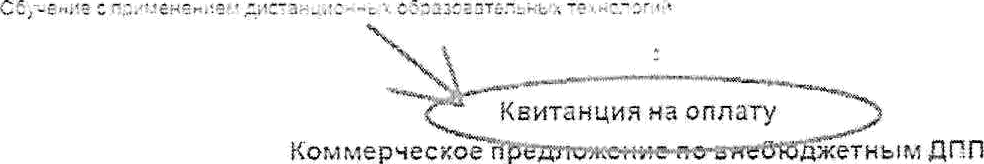 Обучение с применением дистанционных образовательных технологий
Квитанция на оплату
Коммерческое предложение по внебюджетным ДПП